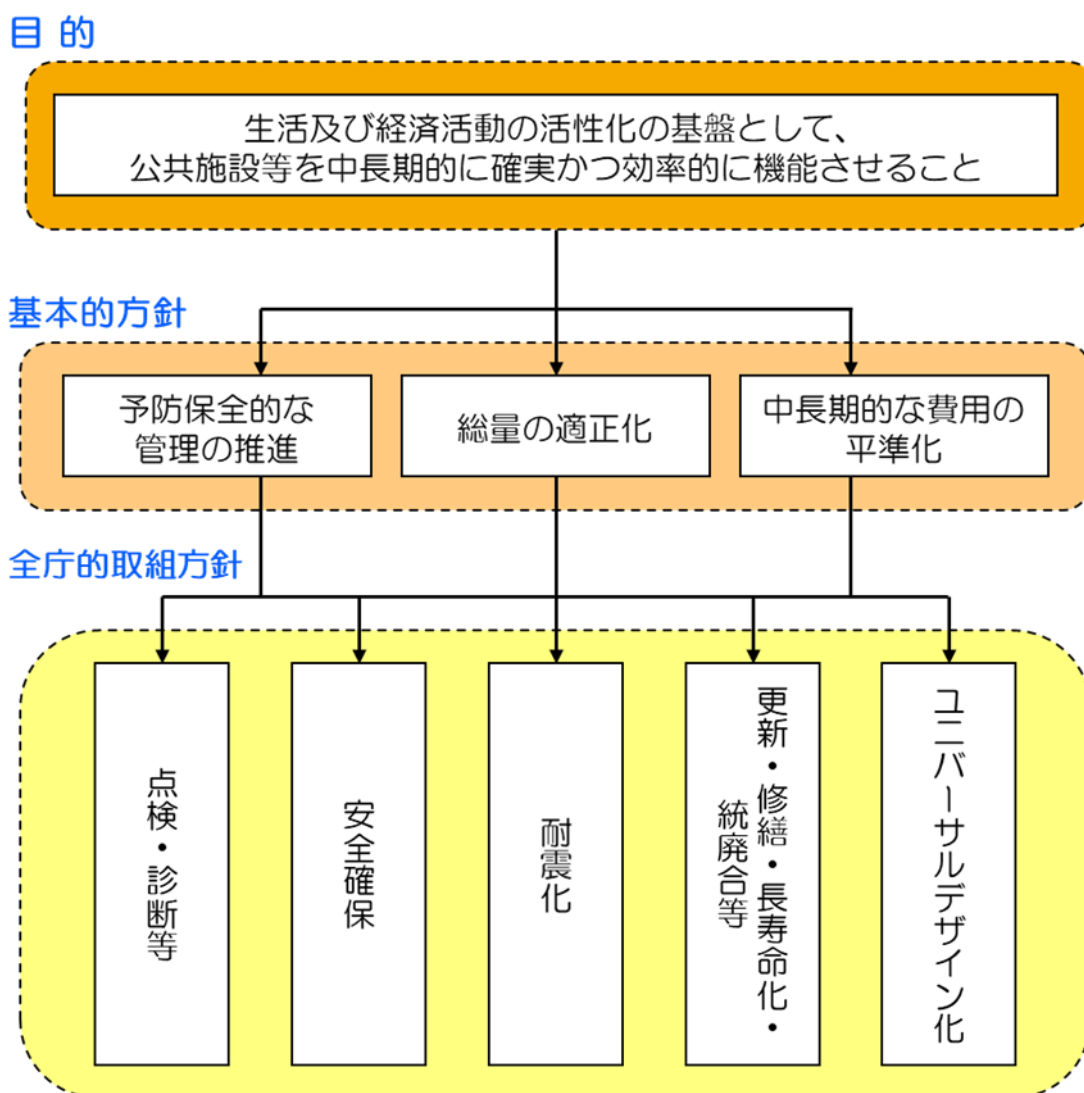 目 的
生活及び経済活動の活性化の基盤として、
公共施設等を中長期的に確実かつ効率的に機能させること
基本的方針
予防保全的な
管理の推進
総量の適正化
中長期的な費用の
平準化
全庁的取組方針
点検・診断等
安全確保
耐震化
更新・修繕・長寿命化・
統廃合等
ユニバーサルデザイン化